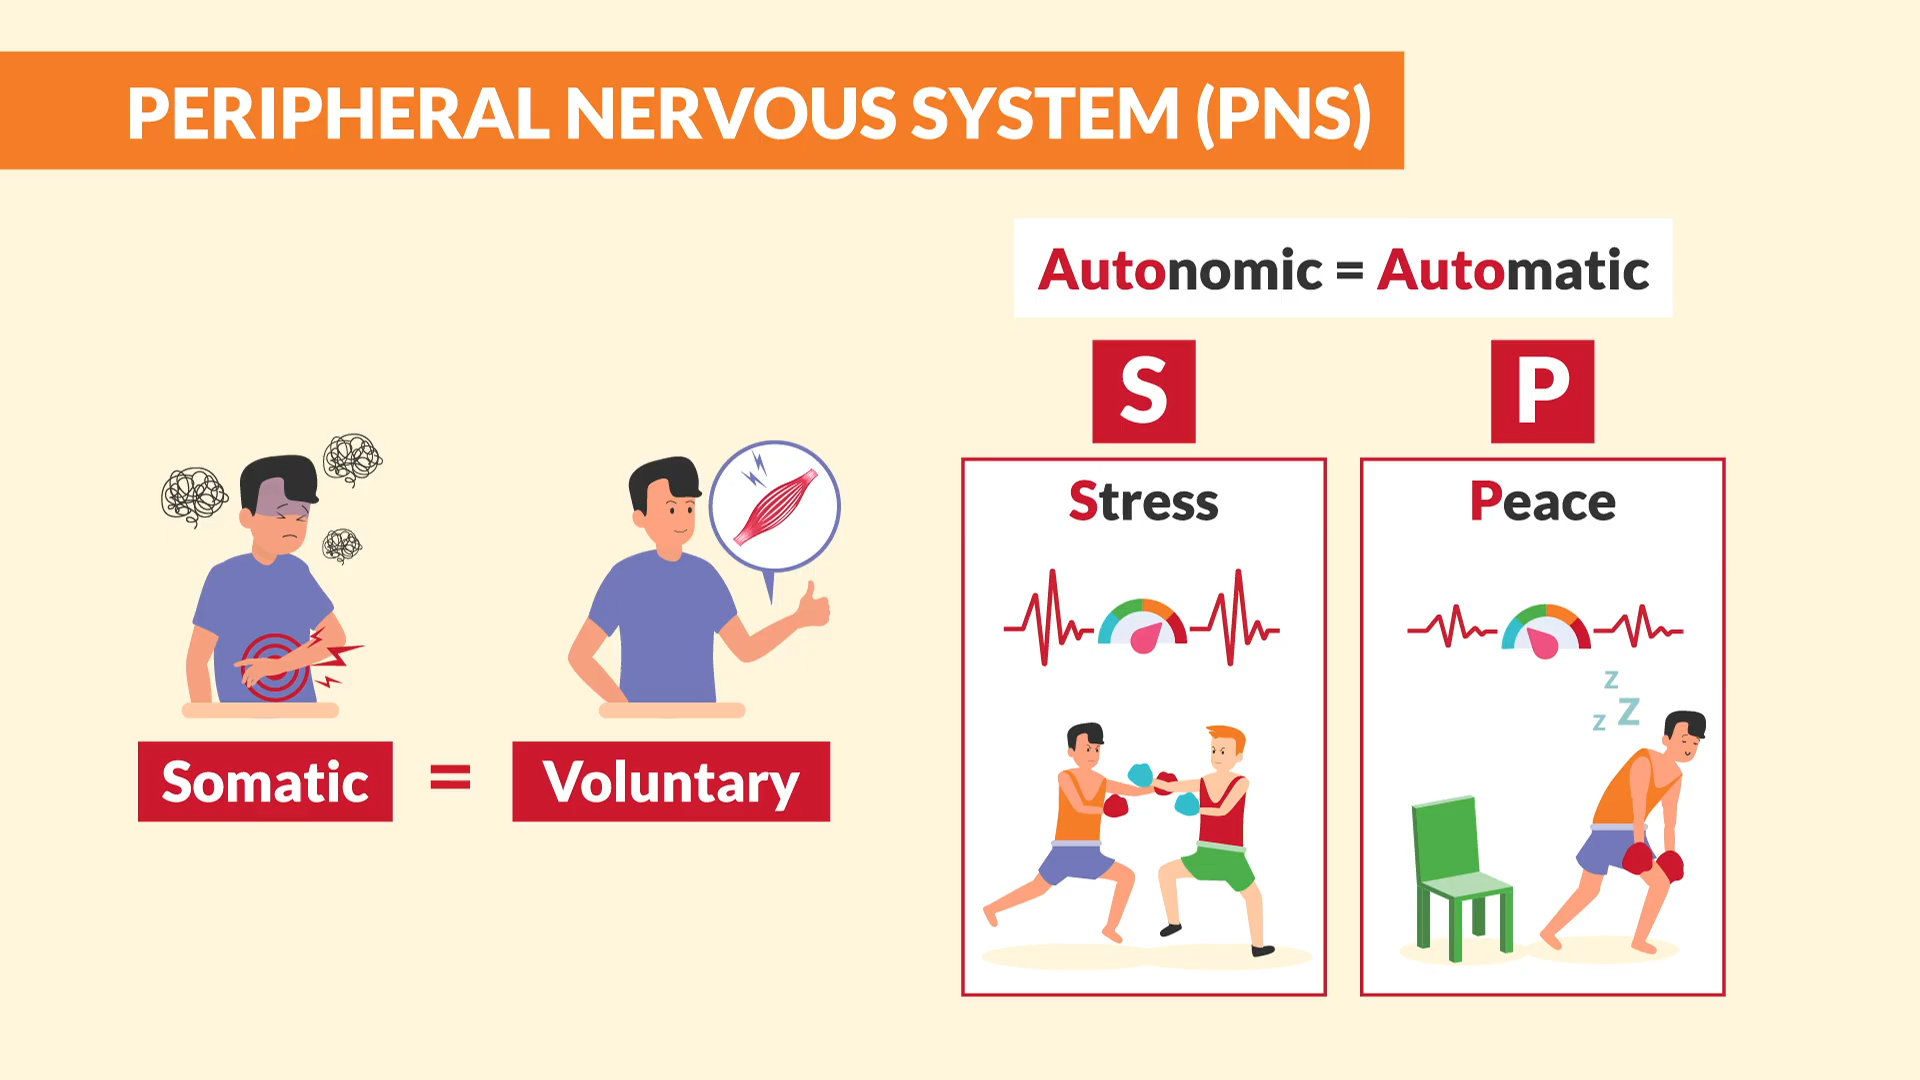 PERIPHERAL NERVOUS SYSTEM (PNS)
Autonomic = Automatic
S
P
Stress
Peace
z
Z
z
Somatic = Voluntary